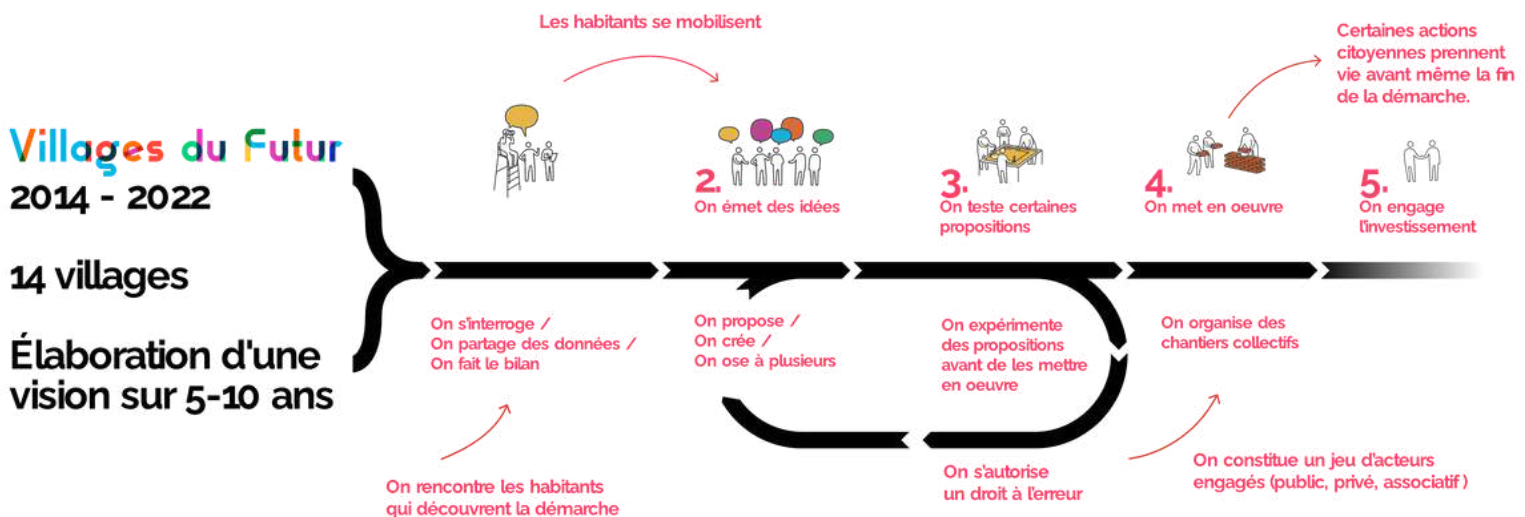 Villages du Futur
2014 - 2022
14 villages
Élaboration d'une
vision sur 5-10 ans
Les habitants se mobilisent
Certaines actions
citoyennes prennent
vie avant même la fin
de la démarche.
2.
On émet des idées
3.
On teste certaines
propositions
4.
On met en oeuvre
5.
On engage
l'investissement
On s'interroge /
On partage des données /
On fait le bilan
On propose /
On crée /
On ose à plusieurs
On expérimente
des propositions
avant de les mettre
en oeuvre
On organise des
chantiers collectifs
On rencontre les habitants
qui découvrent la démarche
On s'autorise
un droit à l'erreur
On constitue un jeu d'acteurs
engagés (public, privé, associatif )